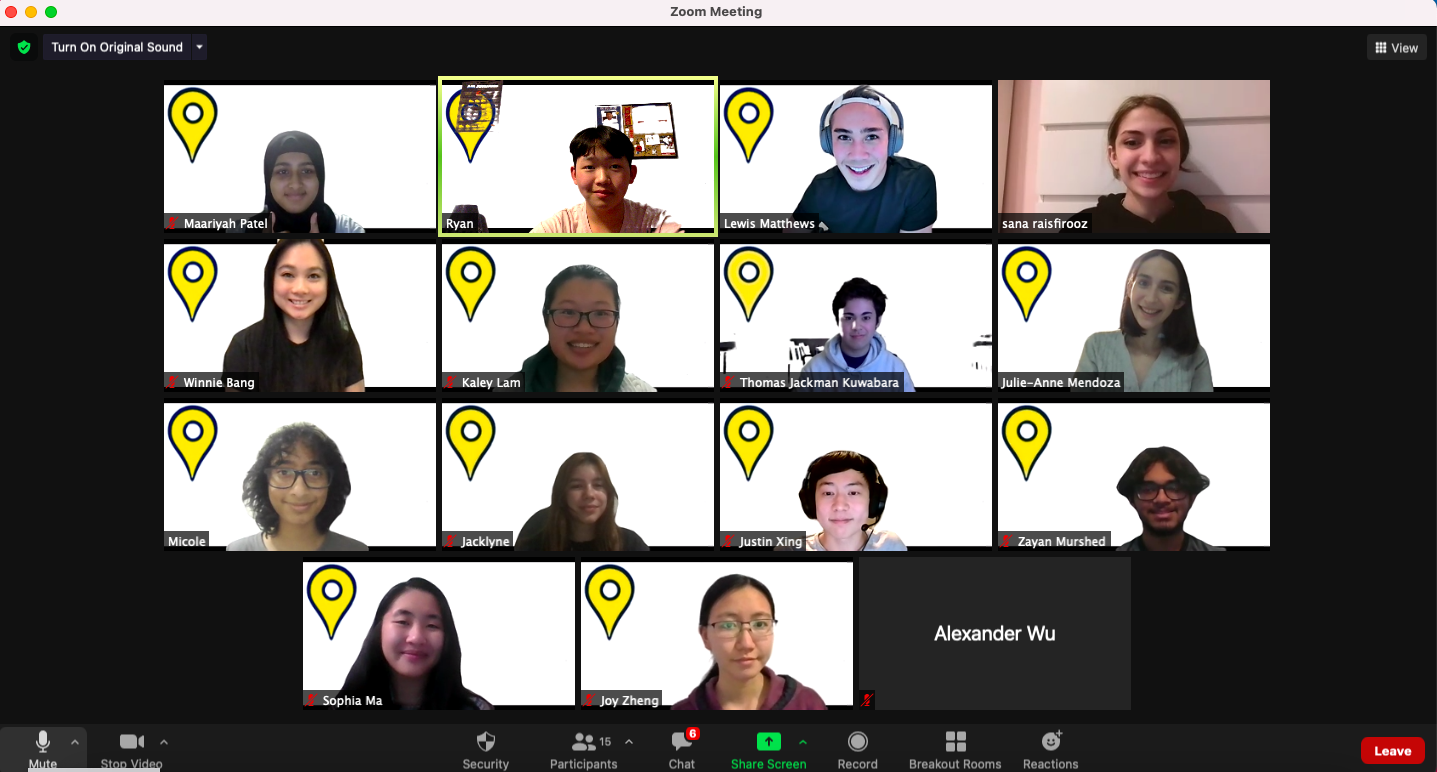 Zoom Meeting
Turn On Original Sound
View
Maariyah Patel
Ryan
Lewis Matthews
sana raisfirooz
Winnie Bang
Kaley Lam
Thomas Jackman Kuwabara
Julie-Anne Mendoza
Micole
Jacklyne
Justin Xing
Zayan Murshed
Sophia Ma
Joy Zheng
Alexander Wu
15
6
Mute
Stop Video
Security
Participants
Chat
Share Screen
Record
Breakout Rooms
Reactions
Leave